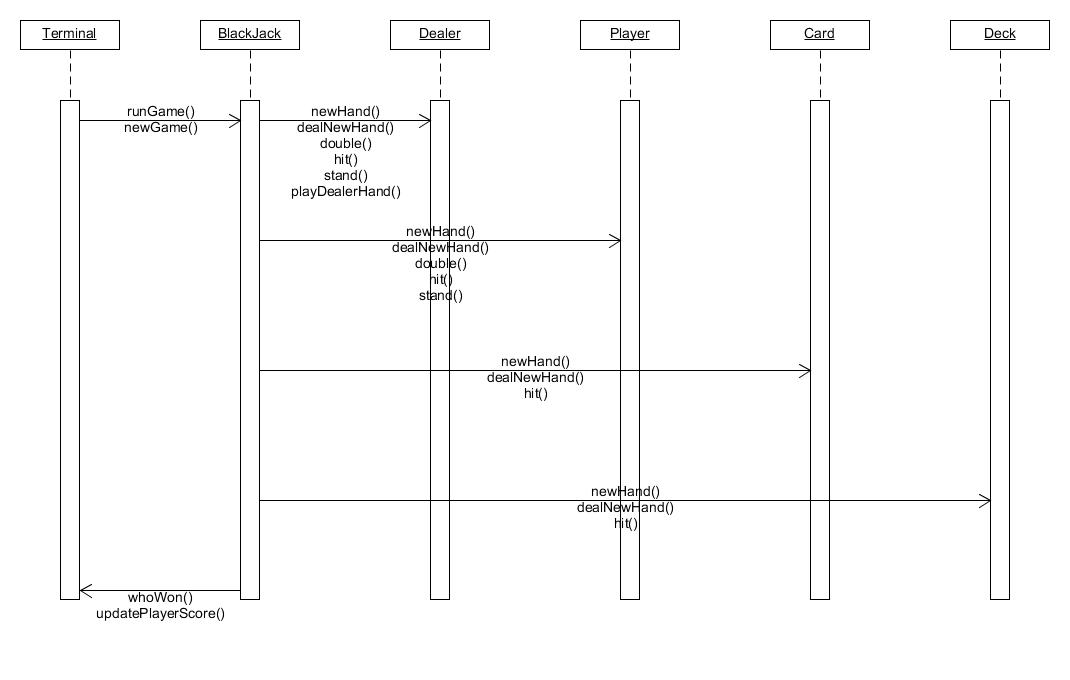 Terminal
BlackJack
Dealer
Player
Card
Deck
runGame()
newGame()
newHand()
dealNewHand()
double()
hit()
stand()
playDealerHand()
newHand()
dealNewHand()
double()
hit()
stand()
newHand()
dealNewHand()
hit()
newHand()
dealNewHand()
hit()
whoWon()
updatePlayerScore()